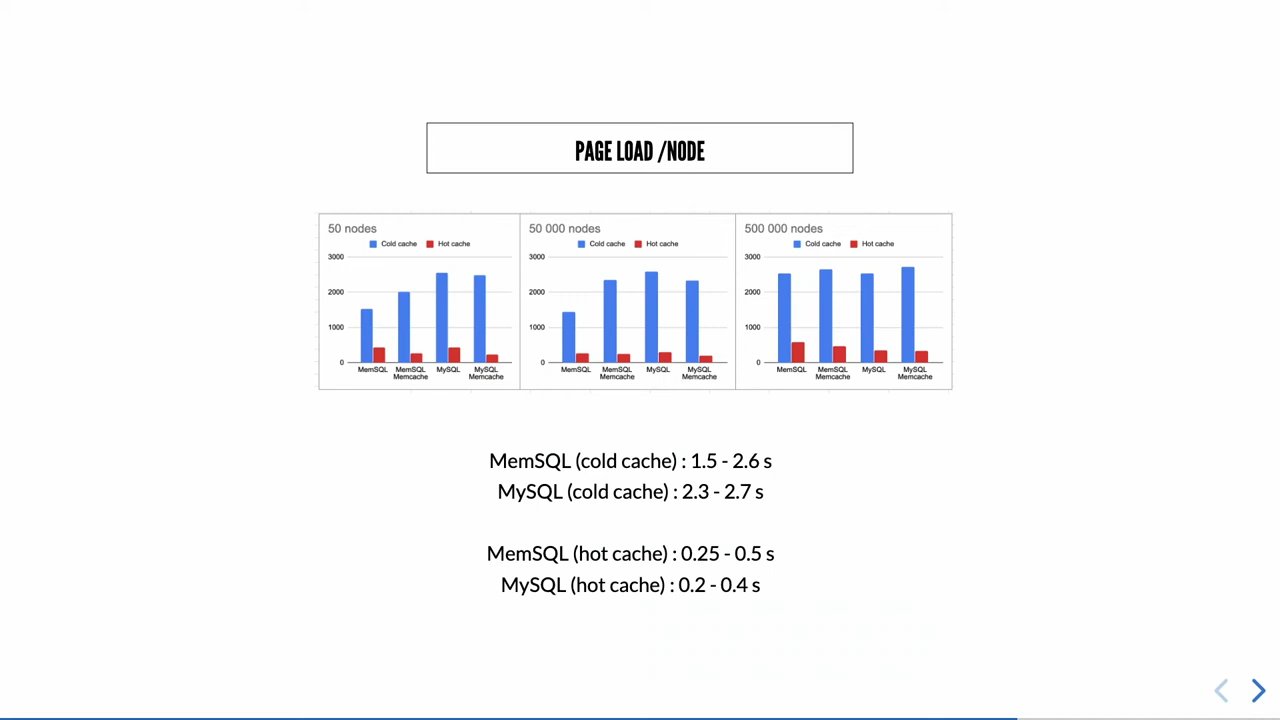 PAGE LOAD /NODE
50 nodes
Cold cache Hot cache
3000
2000
1000
0
MemSQL
MemSQL Memcache
MySQL
MySQL Memcache
50 000 nodes
Cold cache Hot cache
3000
2000
1000
0
MemSQL
MemSQL Memcache
MySQL
MySQL Memcache
500 000 nodes
Cold cache Hot cache
3000
2000
1000
0
MemSQL
MemSQL Memcache
MySQL
MySQL Memcache
MemSQL (cold cache) : 1.5 - 2.6 s
MySQL (cold cache) : 2.3 - 2.7 s
MemSQL (hot cache) : 0.25 - 0.5 s
MySQL (hot cache) : 0.2 - 0.4 s